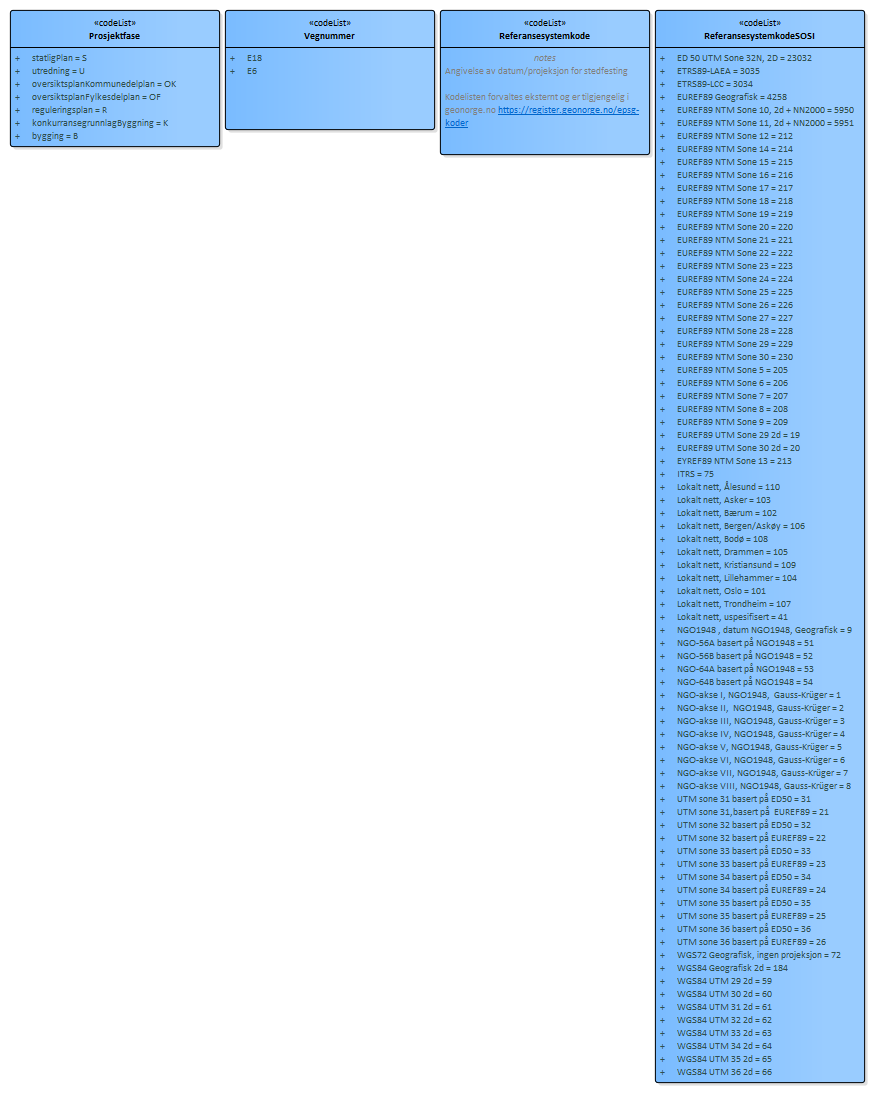 «codeList»
Prosjektfase
+ statligPlan = S
+ utredning = U
+ oversiktsplanKommunedelplan = OK
+ oversiktsplanFylkesdelplan = OF
+ reguleringsplan = R
+ konkurransegrunnlagByggning = K
+ bygging = B
«codeList»
Vegnummer
+ E18
+ E6
«codeList»
Referansesystemkode
notes
Angivelse av datum/projeksjon for stedfesting
Kodelisten forvaltes eksternt og er tilgjengelig i
geonorge.no https://register.geonorge.no/epsg-
koder
«codeList»
ReferansesystemkodeSOSI
+ ED 50 UTM Sone 32N, 2D = 23032
+ ETRS89-LAEA = 3035
+ ETRS89-LCC = 3034
+ EUREF89 Geografisk = 4258
+ EUREF89 NTM Sone 10, 2d + NN2000 = 5950
+ EUREF89 NTM Sone 11, 2d + NN2000 = 5951
+ EUREF89 NTM Sone 12 = 212
+ EUREF89 NTM Sone 14 = 214
+ EUREF89 NTM Sone 15 = 215
+ EUREF89 NTM Sone 16 = 216
+ EUREF89 NTM Sone 17 = 217
+ EUREF89 NTM Sone 18 = 218
+ EUREF89 NTM Sone 19 = 219
+ EUREF89 NTM Sone 20 = 220
+ EUREF89 NTM Sone 21 = 221
+ EUREF89 NTM Sone 22 = 222
+ EUREF89 NTM Sone 23 = 223
+ EUREF89 NTM Sone 24 = 224
+ EUREF89 NTM Sone 25 = 225
+ EUREF89 NTM Sone 26 = 226
+ EUREF89 NTM Sone 27 = 227
+ EUREF89 NTM Sone 28 = 228
+ EUREF89 NTM Sone 29 = 229
+ EUREF89 NTM Sone 30 = 230
+ EUREF89 NTM Sone 5 = 205
+ EUREF89 NTM Sone 6 = 206
+ EUREF89 NTM Sone 7 = 207
+ EUREF89 NTM Sone 8 = 208
+ EUREF89 NTM Sone 9 = 209
+ EUREF89 UTM Sone 29 2d = 19
+ EUREF89 UTM Sone 30 2d = 20
+ EYREF89 NTM Sone 13 = 213
+ ITRS = 75
+ Lokalt nett, Ålesund = 110
+ Lokalt nett, Asker = 103
+ Lokalt nett, Bærum = 102
+ Lokalt nett, Bergen/Askøy = 106
+ Lokalt nett, Bodø = 108
+ Lokalt nett, Drammen = 105
+ Lokalt nett, Kristiansund = 109
+ Lokalt nett, Lillehammer = 104
+ Lokalt nett, Oslo = 101
+ Lokalt nett, Trondheim = 107
+ Lokalt nett, uspesifisert = 41
+ NGO1948 , datum NGO1948, Geografisk = 9
+ NGO-56A basert på NGO1948 = 51
+ NGO-56B basert på NGO1948 = 52
+ NGO-64A basert på NGO1948 = 53
+ NGO-64B basert på NGO1948 = 54
+ NGO-akse I, NGO1948,  Gauss-Krüger = 1
+ NGO-akse II,  NGO1948, Gauss-Krüger = 2
+ NGO-akse III, NGO1948, Gauss-Krüger = 3
+ NGO-akse IV, NGO1948, Gauss-Krüger = 4
+ NGO-akse V, NGO1948, Gauss-Krüger = 5
+ NGO-akse VI, NGO1948, Gauss-Krüger = 6
+ NGO-akse VII, NGO1948, Gauss-Krüger = 7
+ NGO-akse VIII, NGO1948, Gauss-Krüger = 8
+ UTM sone 31 basert på ED50 = 31
+ UTM sone 31,basert på  EUREF89 = 21
+ UTM sone 32 basert på ED50 = 32
+ UTM sone 32 basert på EUREF89 = 22
+ UTM sone 33 basert på ED50 = 33
+ UTM sone 33 basert på EUREF89 = 23
+ UTM sone 34 basert på ED50 = 34
+ UTM sone 34 basert på EUREF89 = 24
+ UTM sone 35 basert på ED50 = 35
+ UTM sone 35 basert på EUREF89 = 25
+ UTM sone 36 basert på ED50 = 36
+ UTM sone 36 basert på EUREF89 = 26
+ WGS72 Geografisk, ingen projeksjon = 72
+ WGS84 Geografisk 2d = 184
+ WGS84 UTM 29 2d = 59
+ WGS84 UTM 30 2d = 60
+ WGS84 UTM 31 2d = 61
+ WGS84 UTM 32 2d = 62
+ WGS84 UTM 33 2d = 63
+ WGS84 UTM 34 2d = 64
+ WGS84 UTM 35 2d = 65
+ WGS84 UTM 36 2d = 66